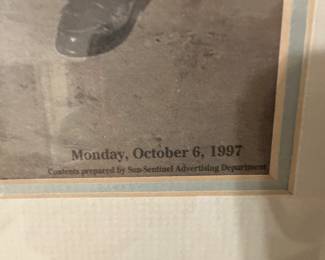 Monday, October 6, 1997
Contents prepared by Sun-Sentinel Advertising Department